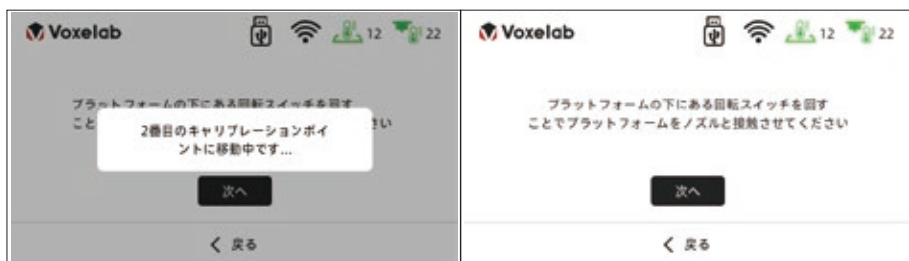 Voxelab 12 22
プラットフォームの下にある回転スイッチを回す
こと さい
2番目のキャリブレーションポイ
ントに移動中です...
次へ
戻る
Voxelab 12 22
プラットフォームの下にある回転スイッチを回す
ことでプラットフォームをノズルと接触させてください
次へ
戻る